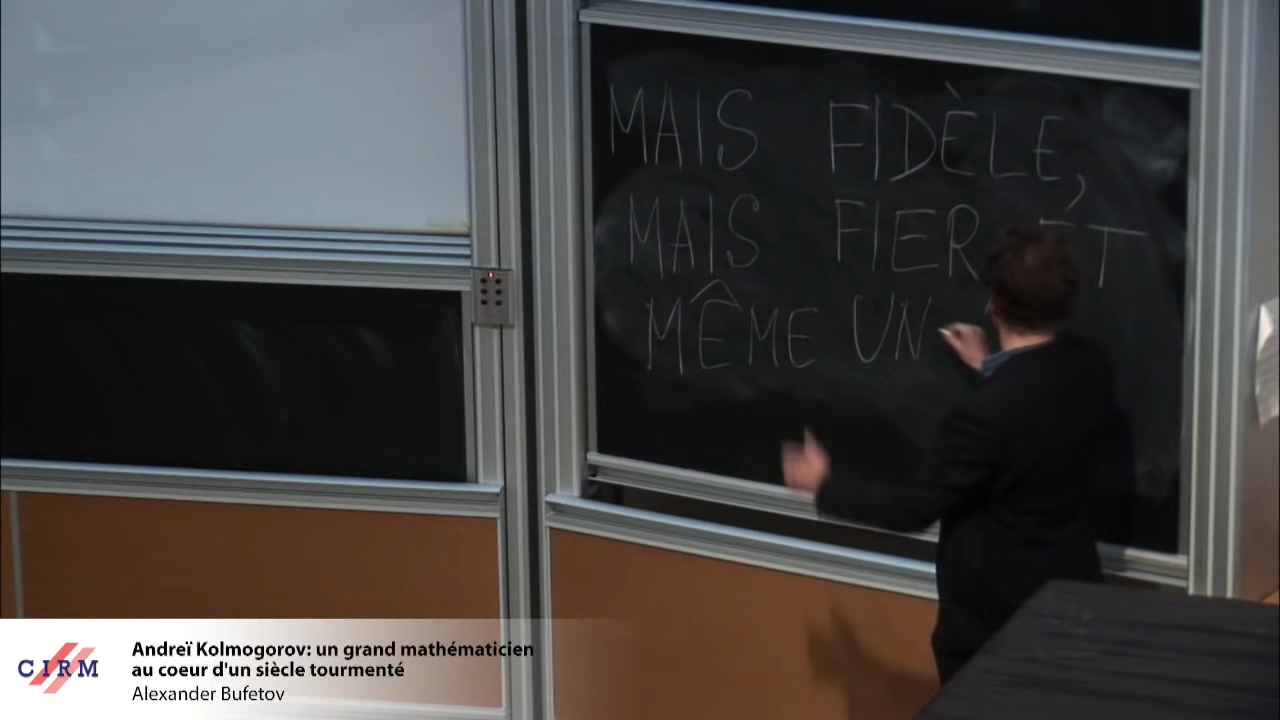 MAIS FIDÈLE,
MAIS FIER ET
MÊME UN
CIRM
Andreï Kolmogorov: un grand mathématicien
au coeur d'un siècle tourmenté
Alexander Bufetov